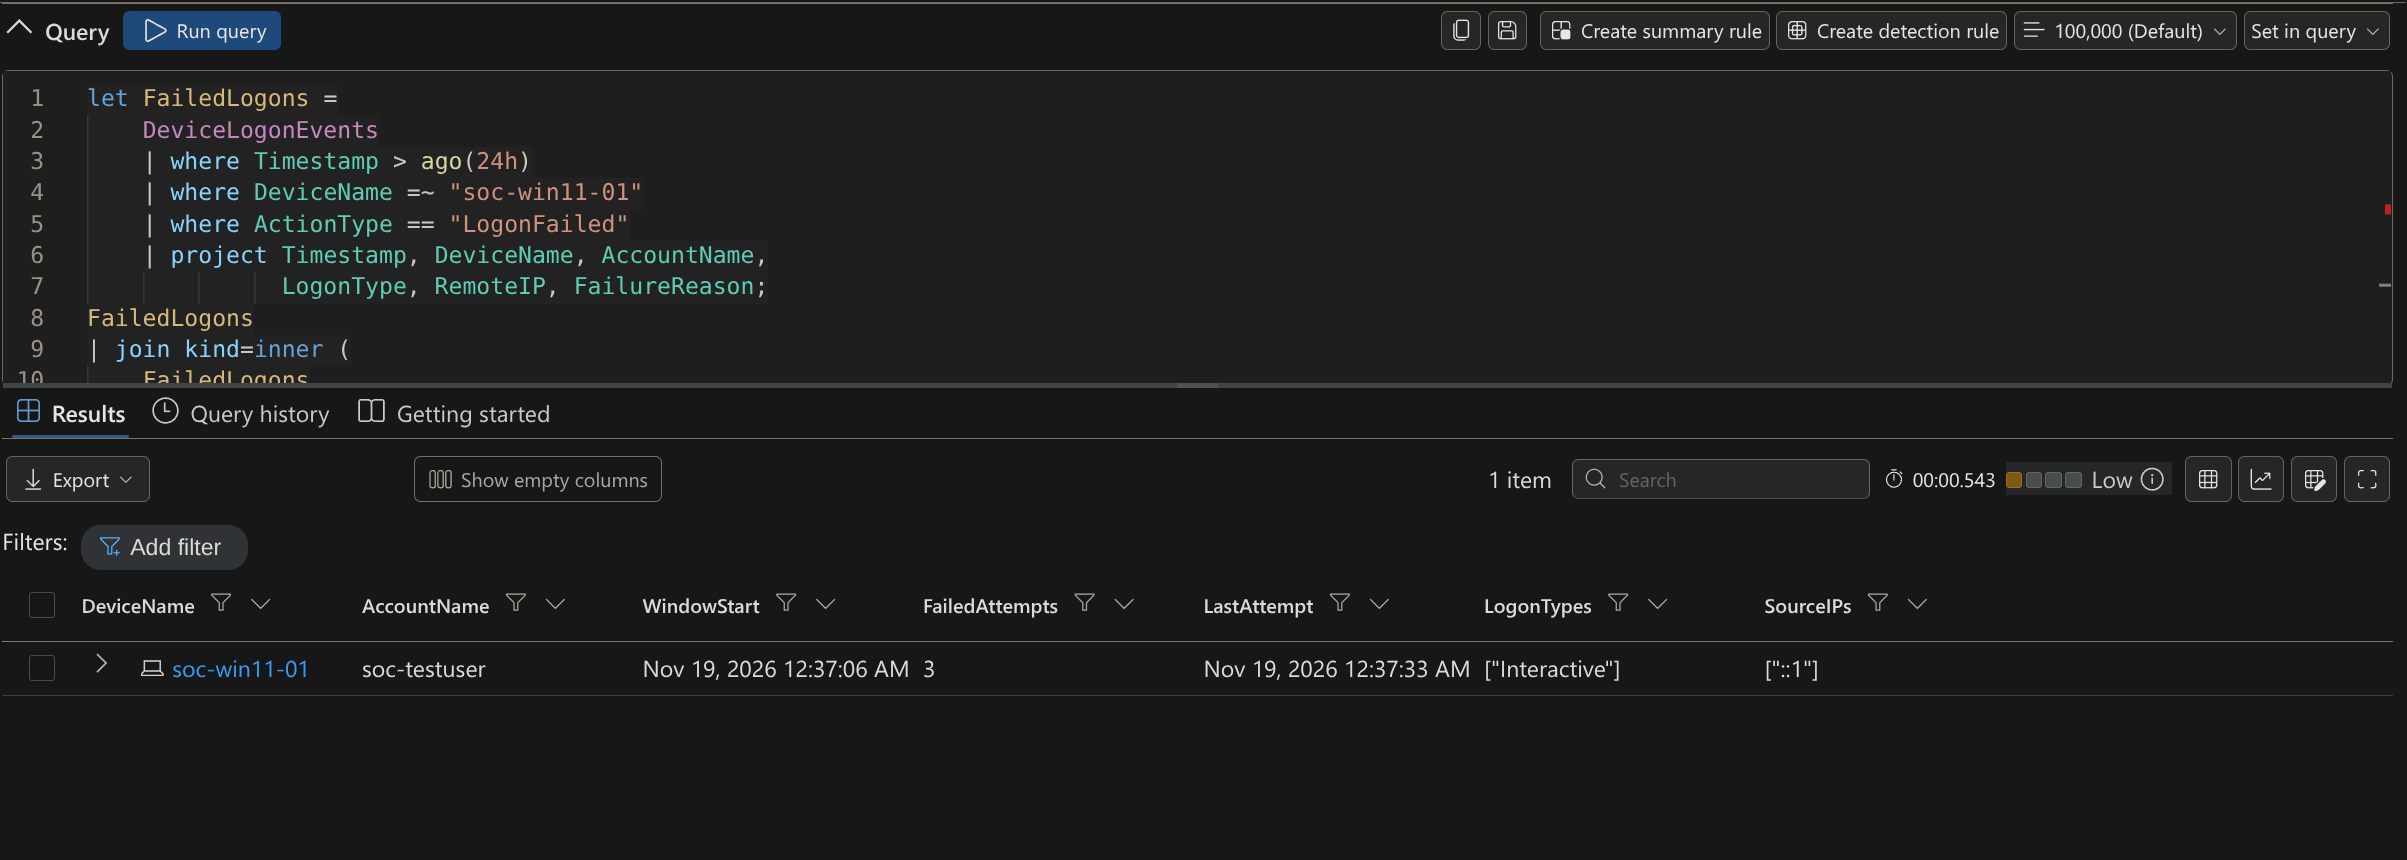 Query Run query Create summary rule Create detection rule 100,000 (Default) Set in query
1 let FailedLogons =
2 DeviceLogonEvents
3 | where Timestamp > ago(24h)
4 | where DeviceName =~ "soc-win11-01"
5 | where ActionType == "LogonFailed"
6 | project Timestamp, DeviceName, AccountName,
7 LogonType, RemoteIP, FailureReason;
8 FailedLogons
9 | join kind=inner (
10 FailedLogons
Results Query history Getting started
Export Show empty columns 1 item Search 00:00.543 Low
Filters: Add filter
DeviceName AccountName WindowStart FailedAttempts LastAttempt LogonTypes SourceIPs
soc-win11-01 soc-testuser Nov 19, 2026 12:37:06 AM 3 Nov 19, 2026 12:37:33 AM ["Interactive"] ["::1"]